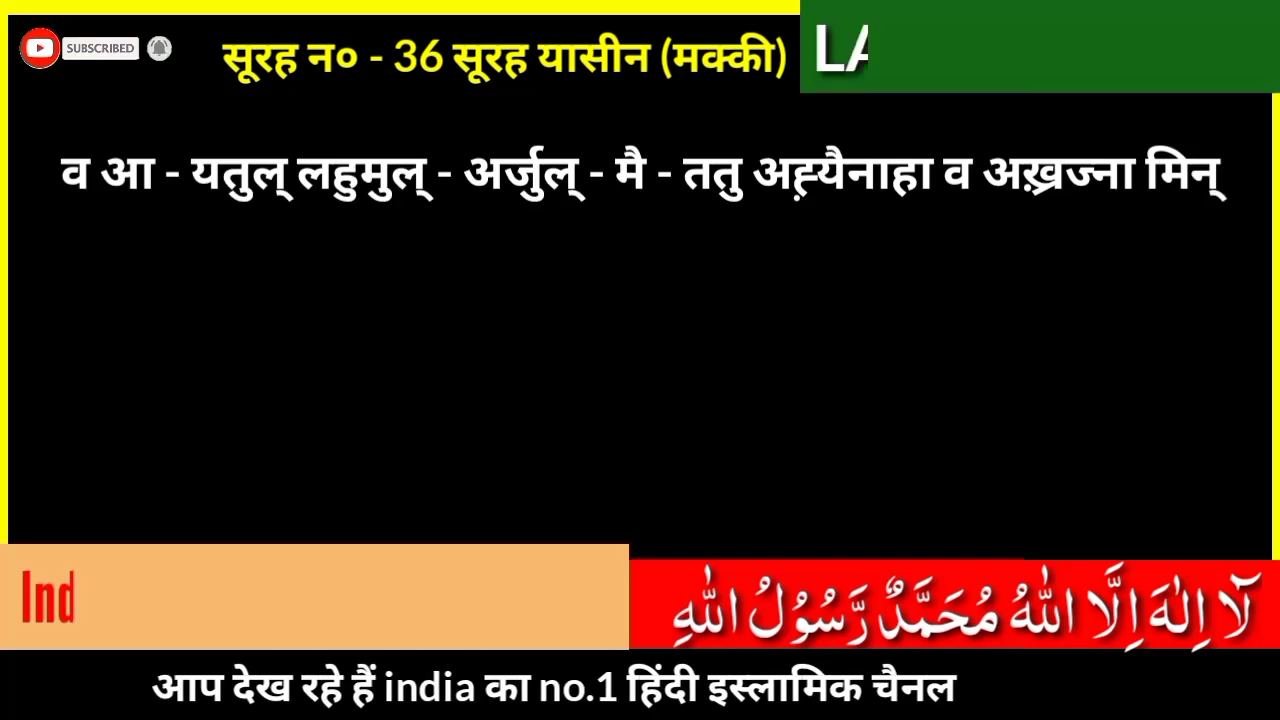 SUBSCRIBED
सूरह न० - 36 सूरह यासीन (मक्की)
LA
व आ - यतुल् लहुमुल् - अर्जुल् - मै - ततु अह़्यैनाहा व अख़्रज्ना मिन्
Ind
لَآ اِلٰهَ اِلَّا اللّٰهُ مُحَمَّدٌ رَّسُوْلُ اللّٰهِ
आप देख रहे हैं india का no.1 हिंदी इस्लामिक चैनल